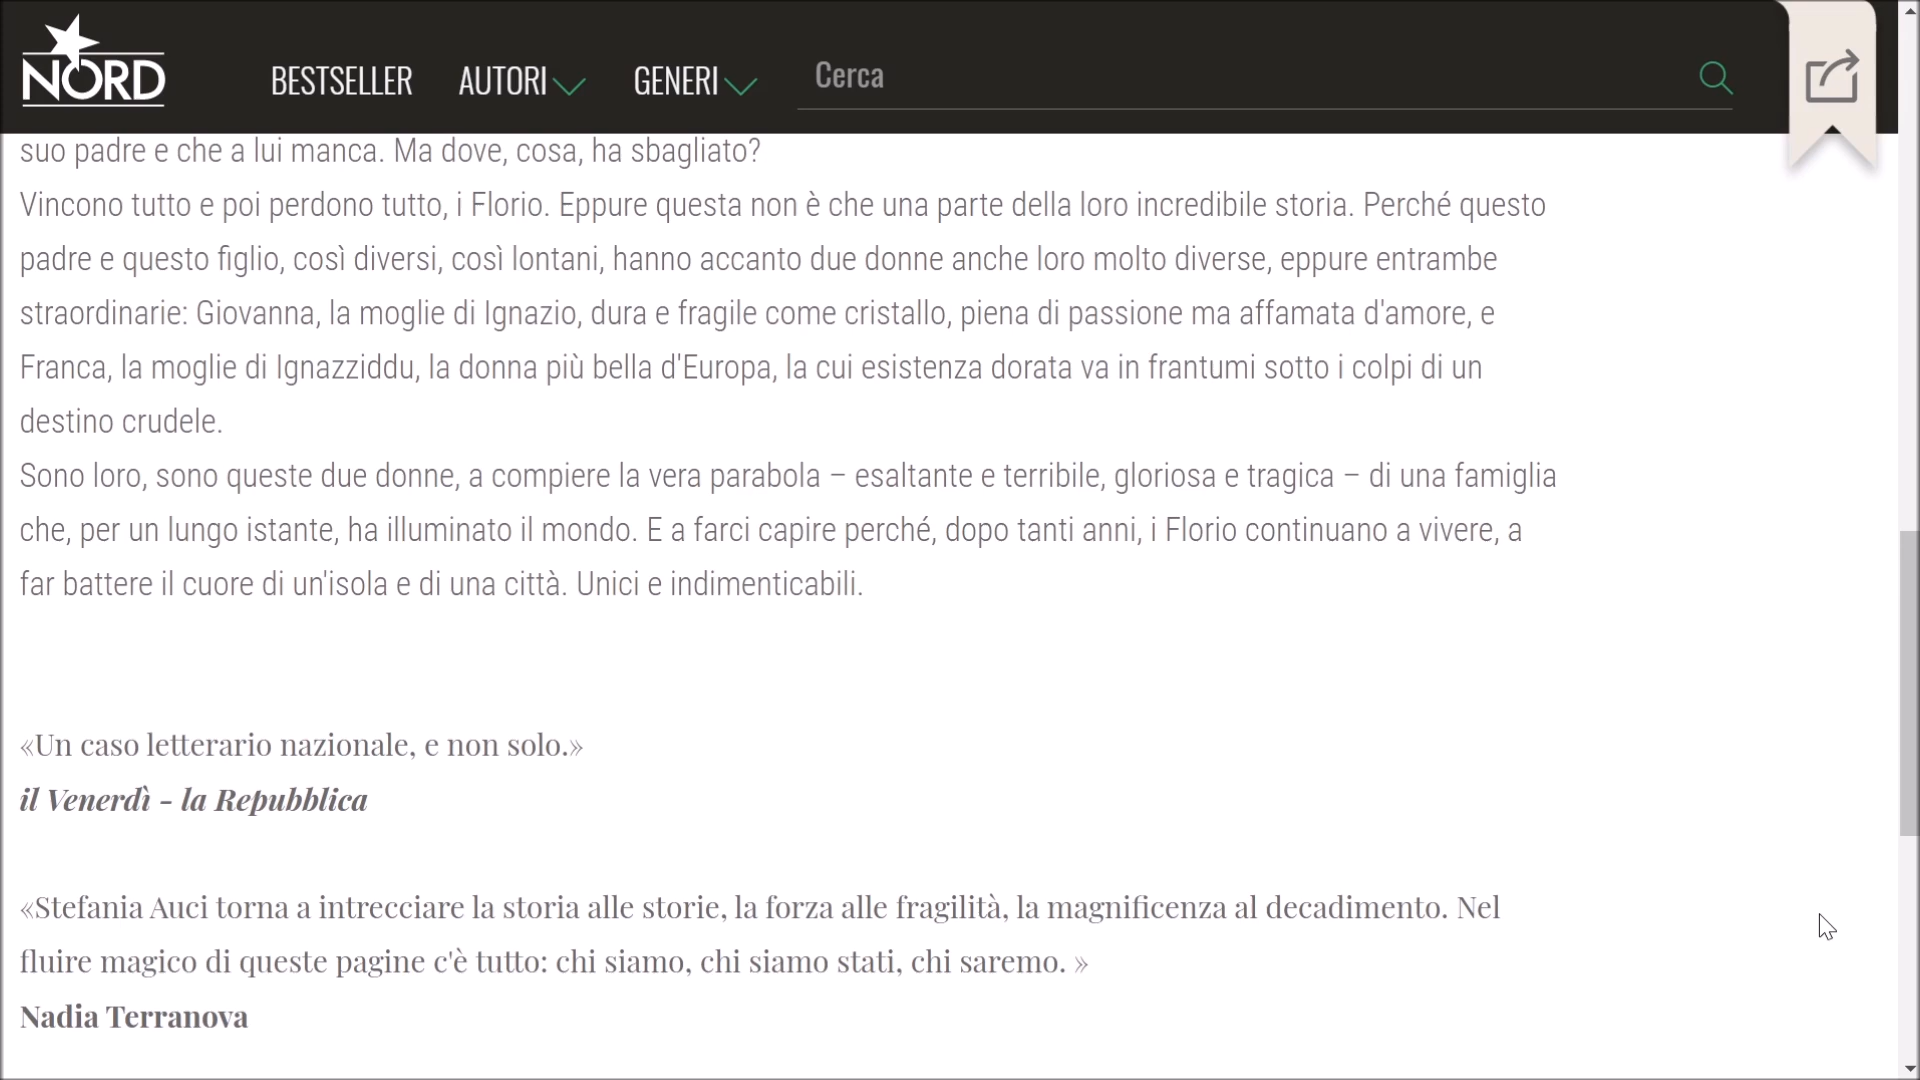 NORD
BESTSELLER AUTORI GENERI Cerca
suo padre e che a lui manca. Ma dove, cosa, ha sbagliato?
Vincono tutto e poi perdono tutto, i Florio. Eppure questa non è che una parte della loro incredibile storia. Perché questo
padre e questo figlio, così diversi, così lontani, hanno accanto due donne anche loro molto diverse, eppure entrambe
straordinarie: Giovanna, la moglie di Ignazio, dura e fragile come cristallo, piena di passione ma affamata d'amore, e
Franca, la moglie di Ignazziddu, la donna più bella d'Europa, la cui esistenza dorata va in frantumi sotto i colpi di un
destino crudele.
Sono loro, sono queste due donne, a compiere la vera parabola – esaltante e terribile, gloriosa e tragica – di una famiglia
che, per un lungo istante, ha illuminato il mondo. E a farci capire perché, dopo tanti anni, i Florio continuano a vivere, a
far battere il cuore di un'isola e di una città. Unici e indimenticabili.
«Un caso letterario nazionale, e non solo.»
il Venerdì - la Repubblica
«Stefania Auci torna a intrecciare la storia alle storie, la forza alle fragilità, la magnificenza al decadimento. Nel
fluire magico di queste pagine c'è tutto: chi siamo, chi siamo stati, chi saremo. »
Nadia Terranova